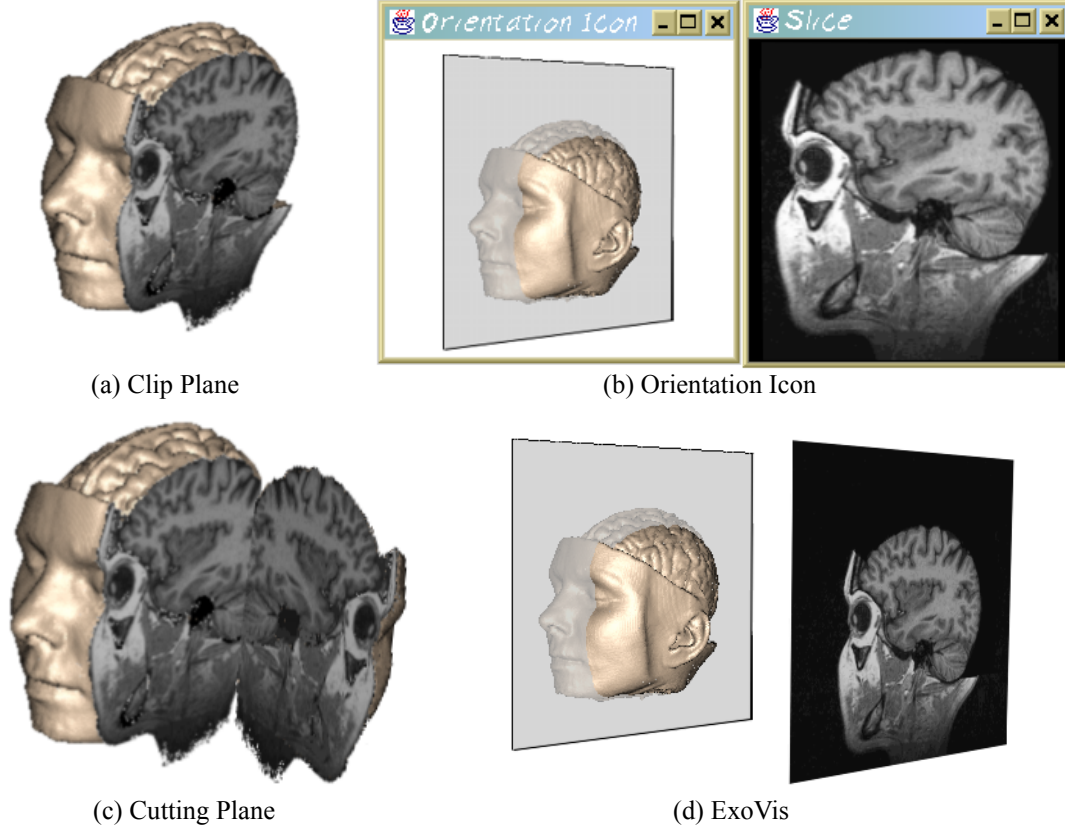 Orientation Icon
Slice
(a) Clip Plane
(b) Orientation Icon
(c) Cutting Plane
(d) ExoVis